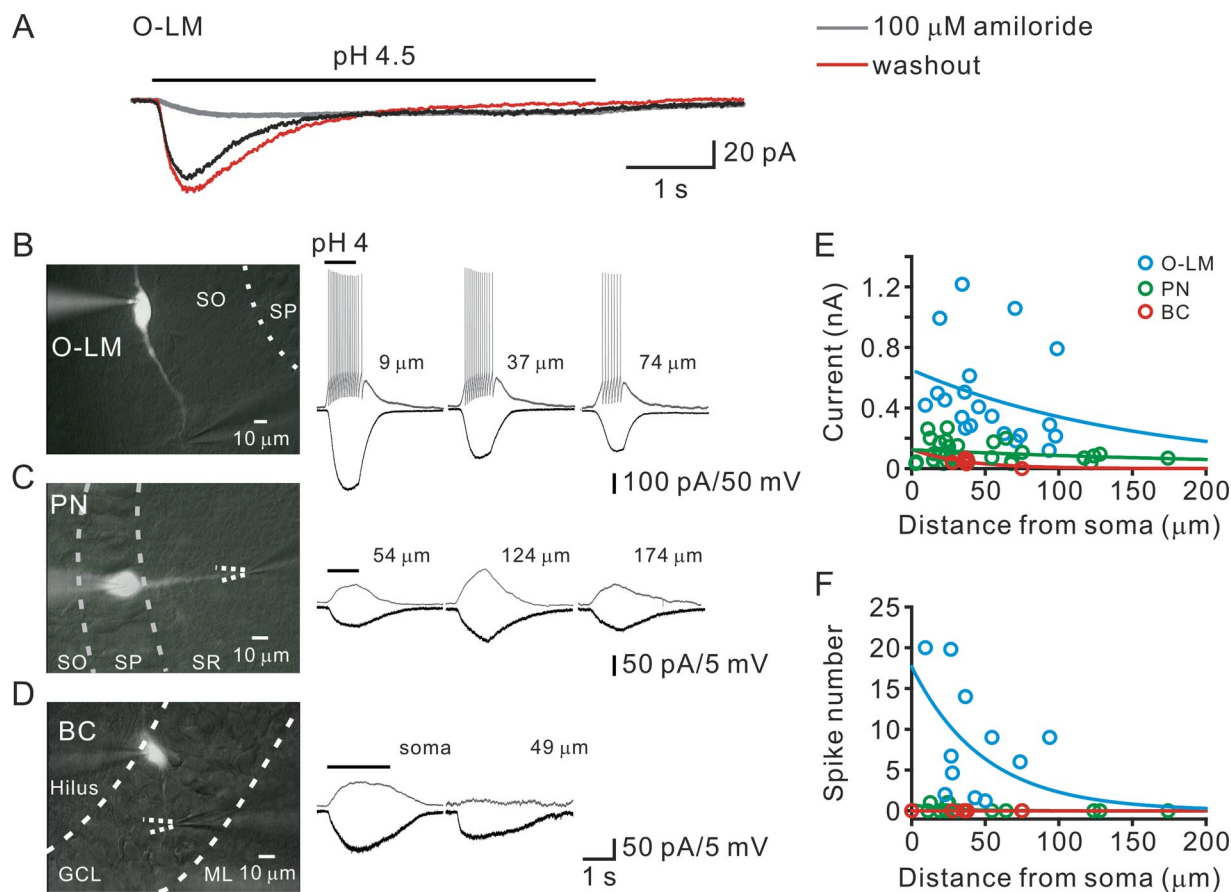 A
O-LM
pH 4.5
100 μM amiloride
washout
20 pA
1 s
B
O-LM
SO
SP
10 μm
pH 4
9 μm
37 μm
74 μm
100 pA/50 mV
C
PN
SO
SP
SR
10 μm
54 μm
124 μm
174 μm
50 pA/5 mV
D
BC
Hilus
GCL
ML
10 μm
soma
49 μm
50 pA/5 mV
1 s
E
O-LM
PN
BC
Current (nA)
1.2
0.8
0.4
0
0
50
100
150
200
Distance from soma (μm)
F
Spike number
25
20
15
10
5
0
0
50
100
150
200
Distance from soma (μm)